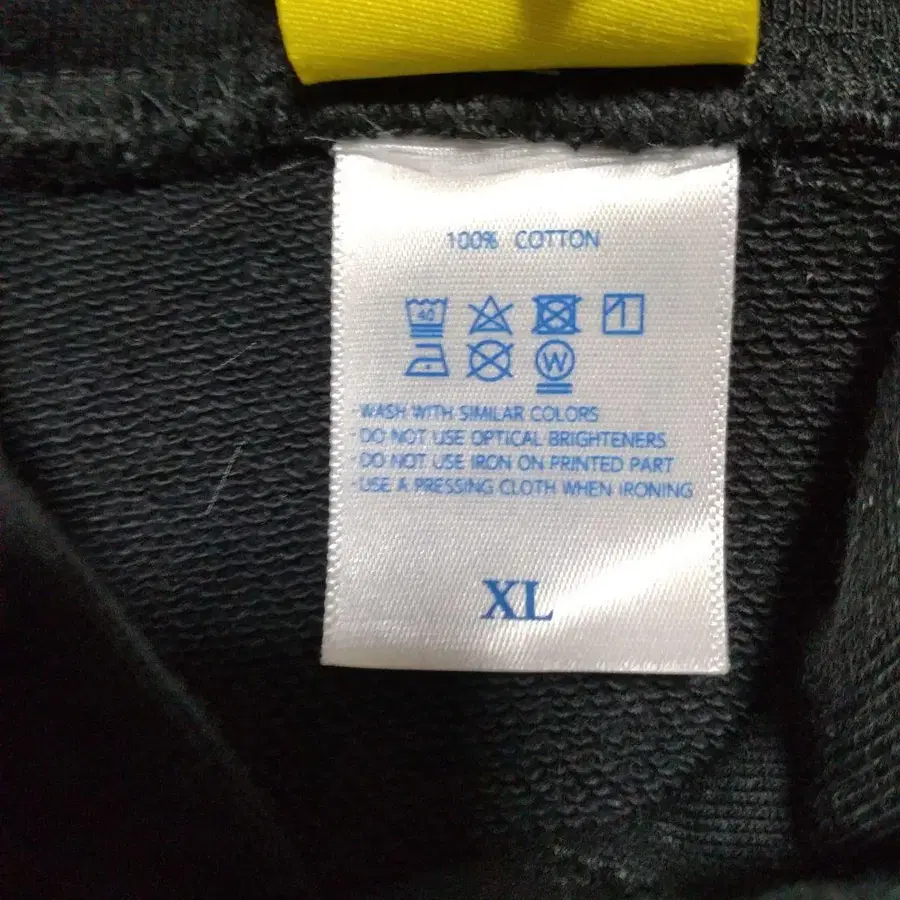 100% COTTON
40
W
WASH WITH SIMILAR COLORS
DO NOT USE OPTICAL BRIGHTENERS
DO NOT USE IRON ON PRINTED PART
USE A PRESSING CLOTH WHEN IRONING
XL